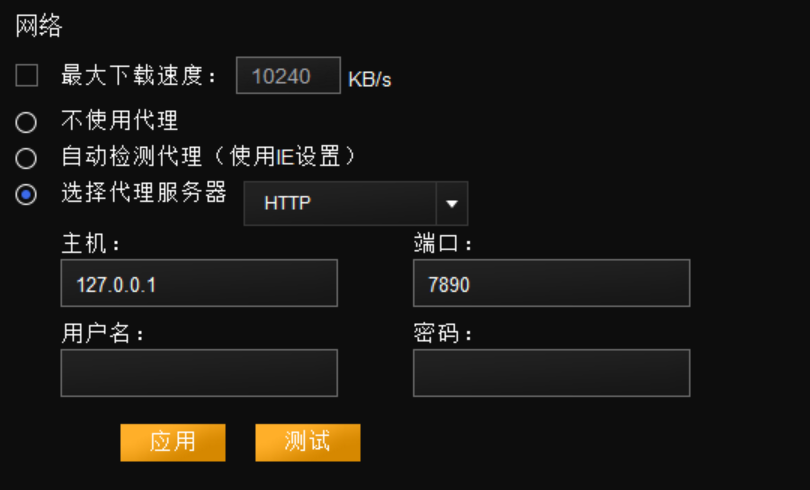 网络
最大下载速度： 10240 KB/s
不使用代理
自动检测代理（使用IE设置）
选择代理服务器 HTTP
主机： 端口：
127.0.0.1 7890
用户名： 密码：
应用 测试